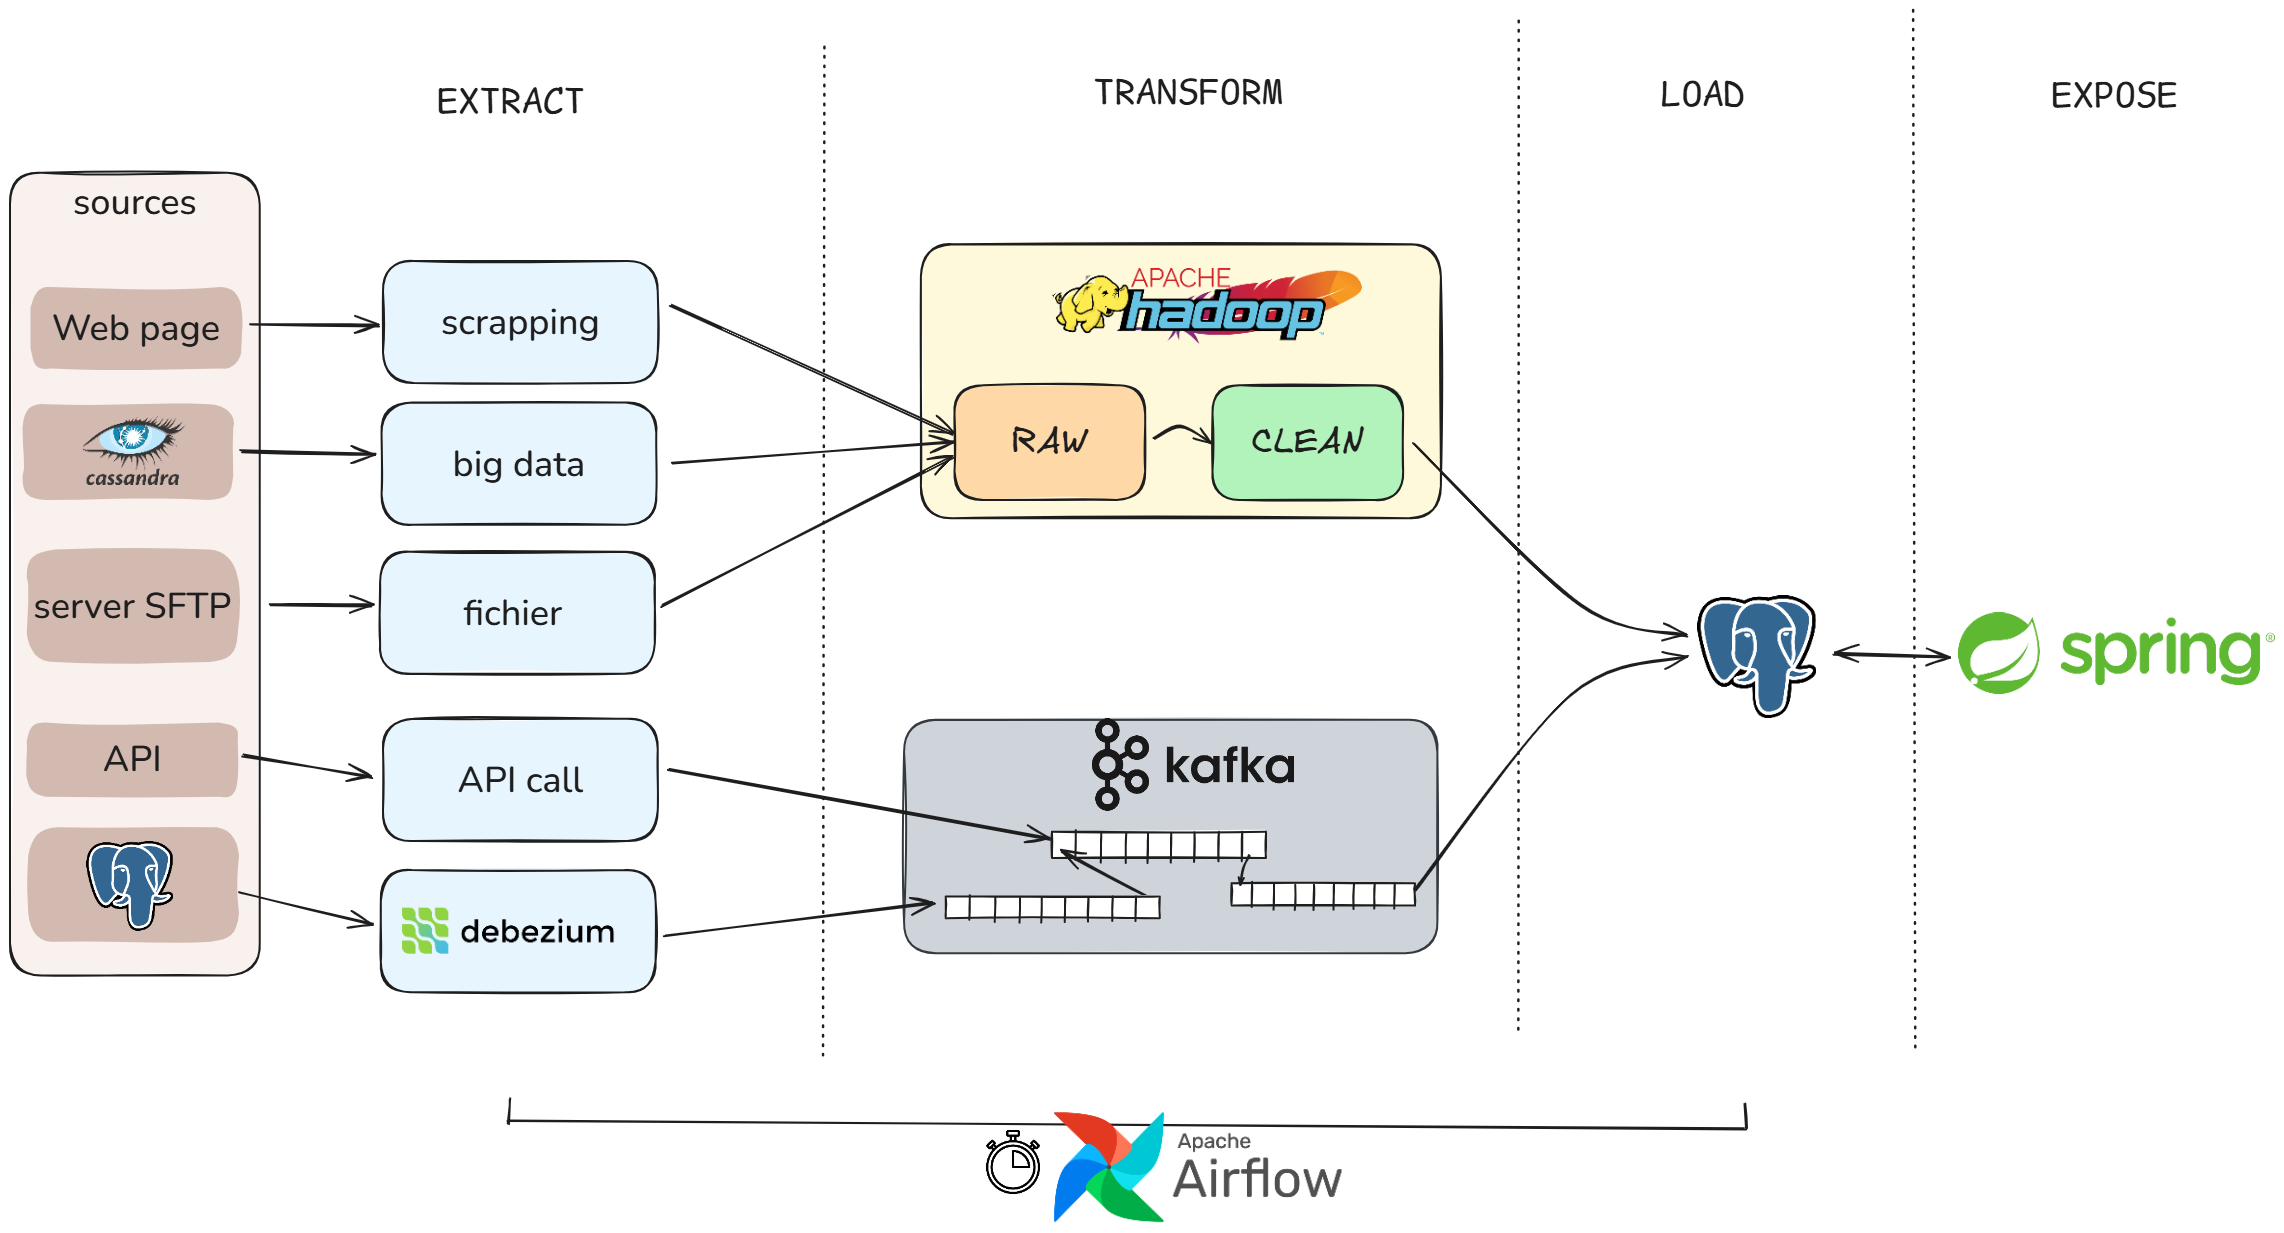 EXTRACT
TRANSFORM
LOAD
EXPOSE
sources
Web page
cassandra
server SFTP
API
scrapping
big data
fichier
API call
debezium
APACHE
hadoop
RAW
CLEAN
kafka
spring®
Apache
Airflow